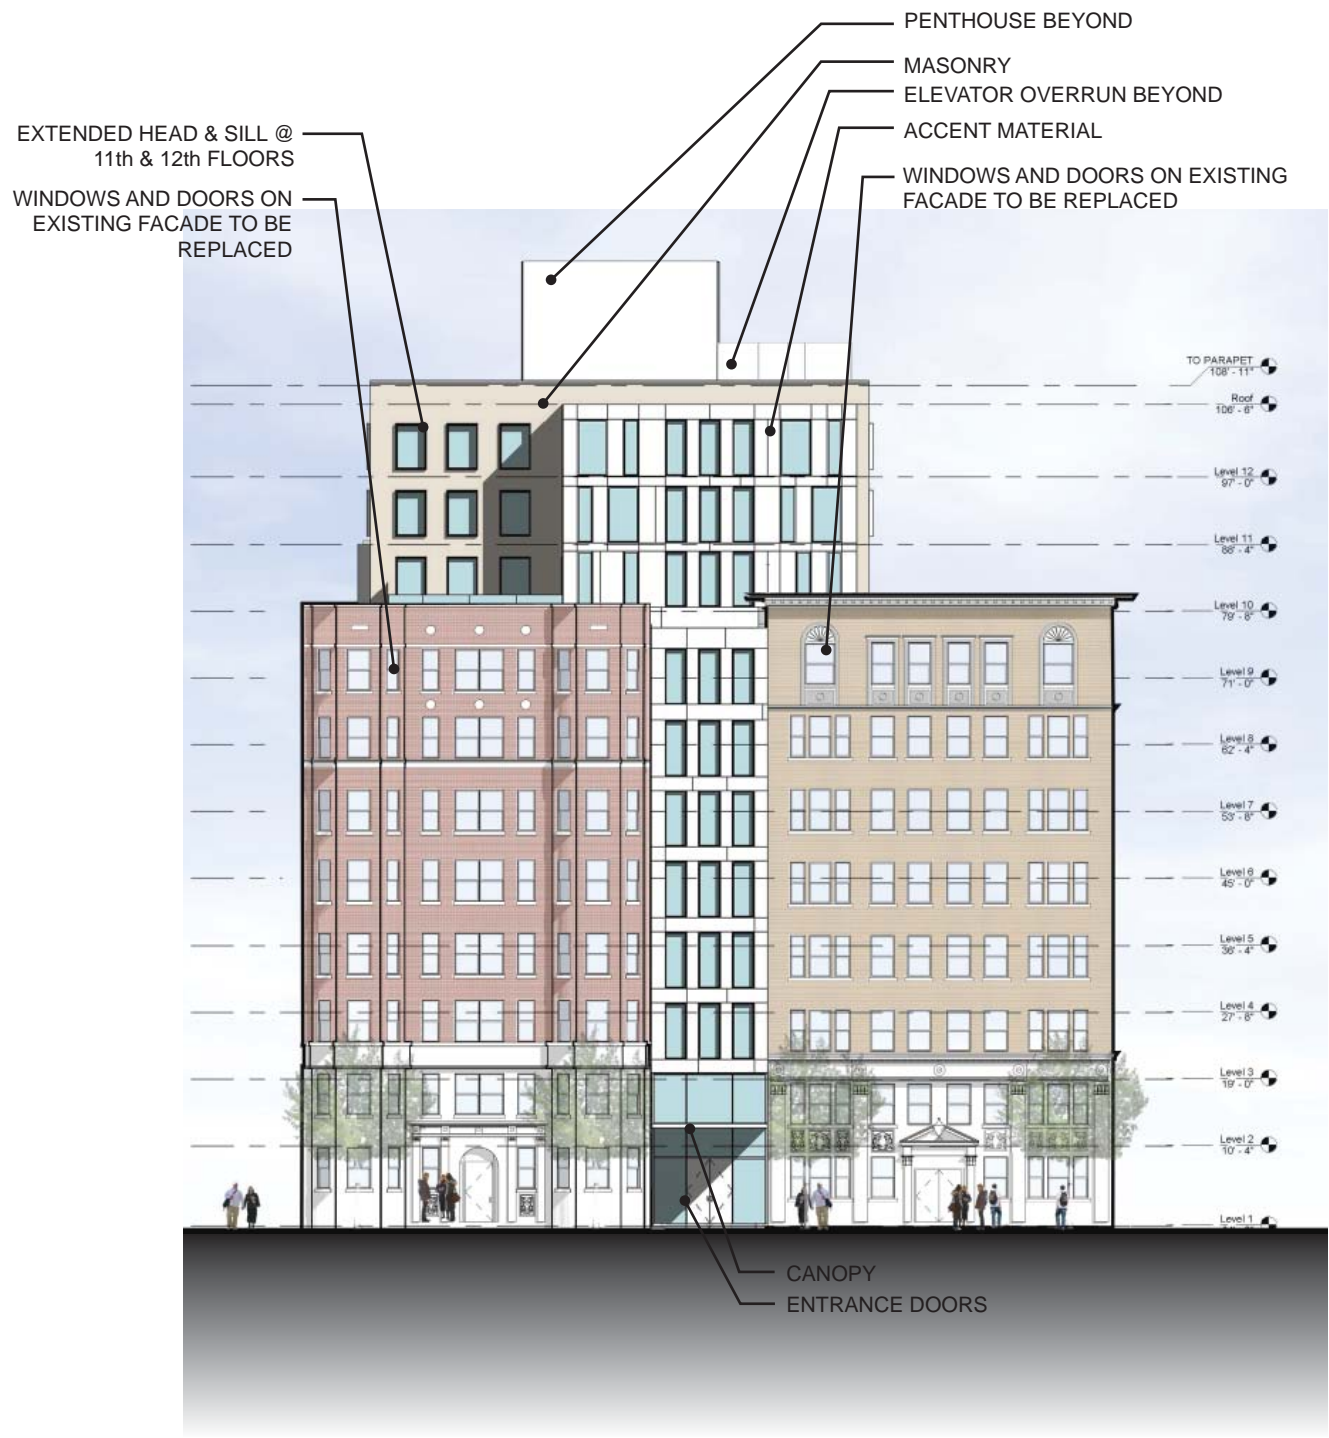 PENTHOUSE BEYOND
MASONRY
ELEVATOR OVERRUN BEYOND
ACCENT MATERIAL
WINDOWS AND DOORS ON EXISTING
FACADE TO BE REPLACED
EXTENDED HEAD & SILL @
11th & 12th FLOORS
WINDOWS AND DOORS ON
EXISTING FACADE TO BE
REPLACED
TO PARAPET
108' - 11"
Roof
106' - 6"
Level 12
97' - 0"
Level 11
88' - 4"
Level 10
79' - 8"
Level 9
71' - 0"
Level 8
62' - 4"
Level 7
53' - 8"
Level 6
45' - 0"
Level 5
36' - 4"
Level 4
27' - 8"
Level 3
19' - 0"
Level 2
10' - 4"
Level 1
CANOPY
ENTRANCE DOORS